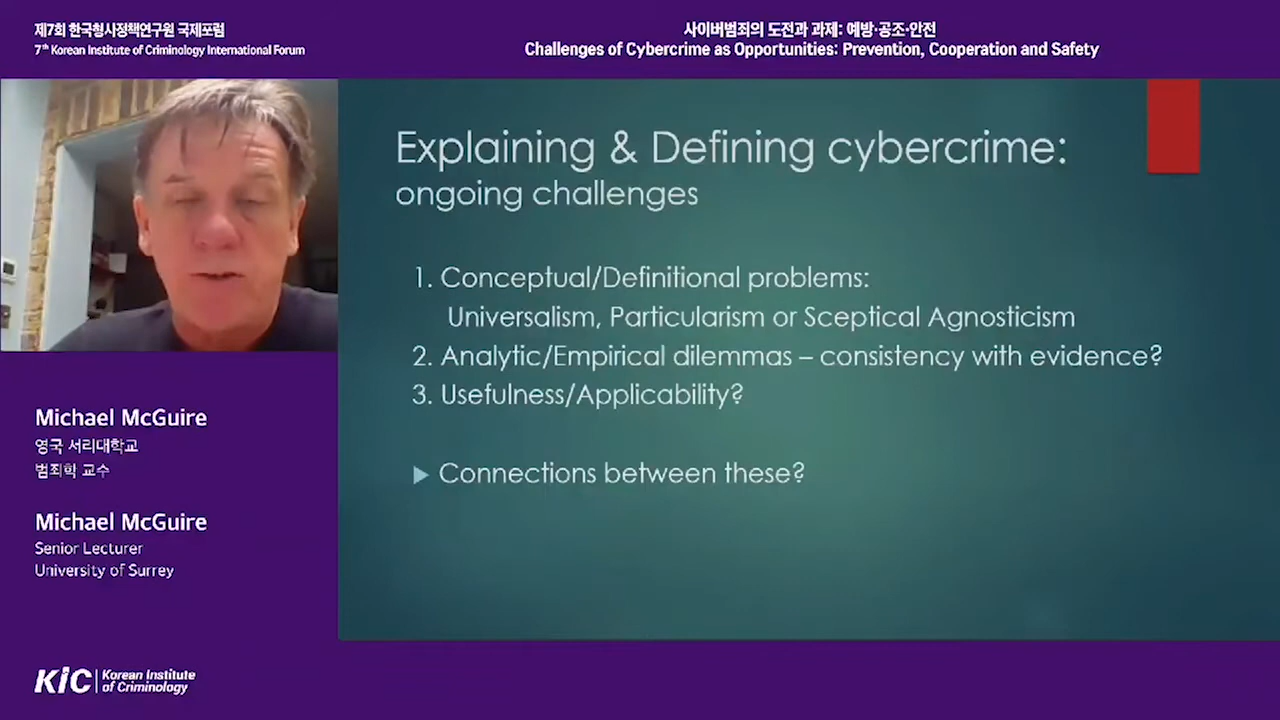 제7회 한국형사정책연구원 국제포럼
7th Korean Institute of Criminology International Forum
사이버범죄의 도전과 과제: 예방·공조·안전
Challenges of Cybercrime as Opportunities: Prevention, Cooperation and Safety
Explaining & Defining cybercrime:
ongoing challenges
1. Conceptual/Definitional problems:
Universalism, Particularism or Sceptical Agnosticism
2. Analytic/Empirical dilemmas – consistency with evidence?
3. Usefulness/Applicability?
▶ Connections between these?
Michael McGuire
영국 서리대학교
범죄학 교수
Michael McGuire
Senior Lecturer
University of Surrey
KIC Korean Institute
of Criminology